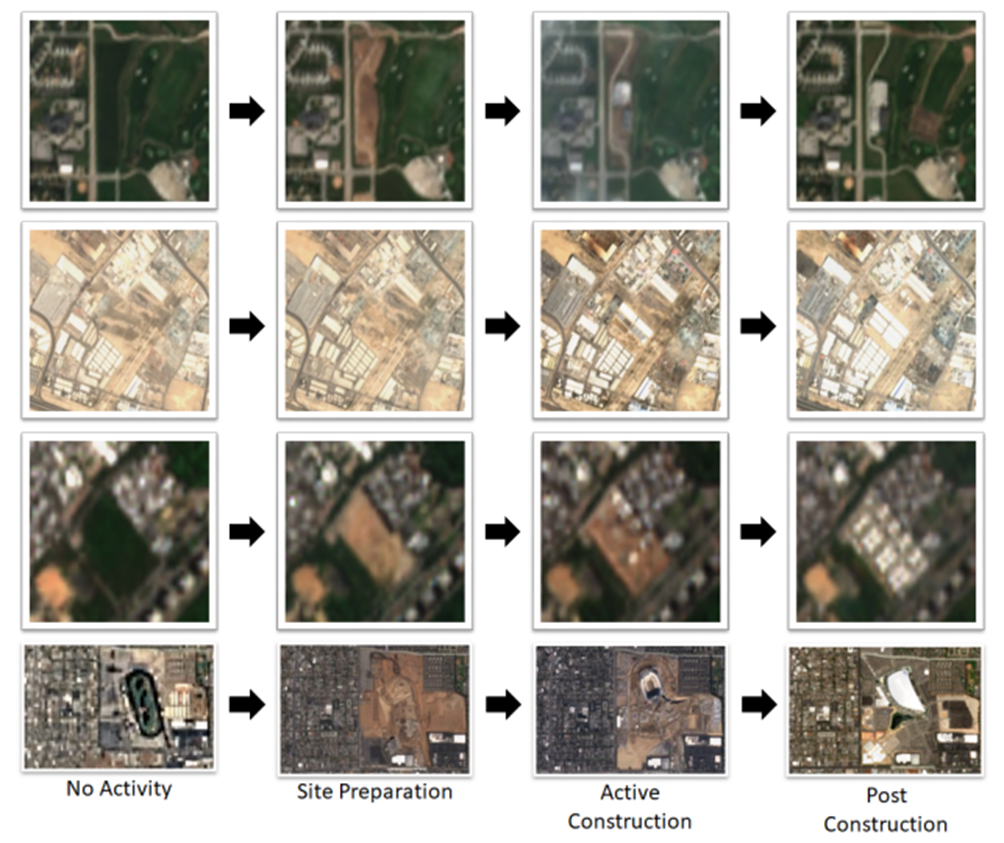 No Activity
Site Preparation
Active
Construction
Post
Construction